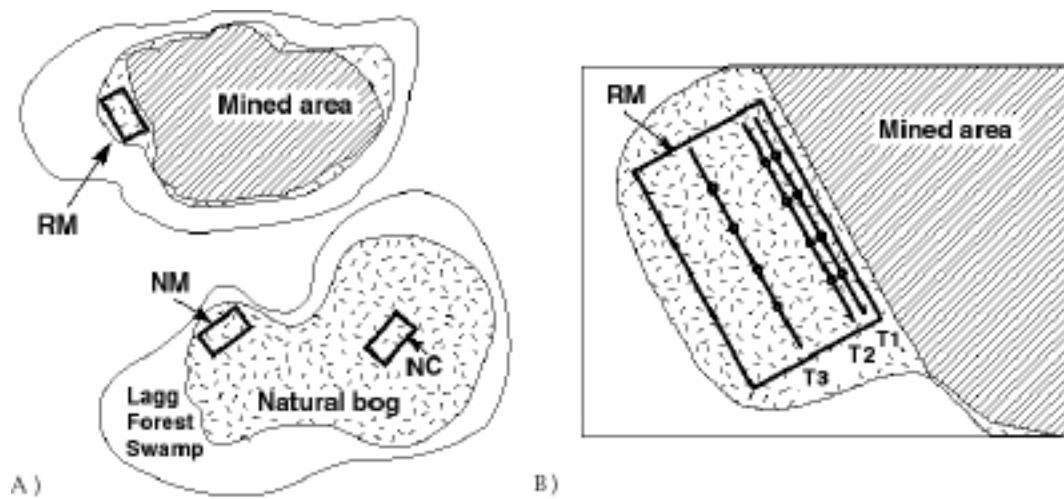 Mined area
RM
NM
NC
Natural bog
Lagg
Forest
Swamp
A)
RM
Mined area
T1
T2
T3
B)